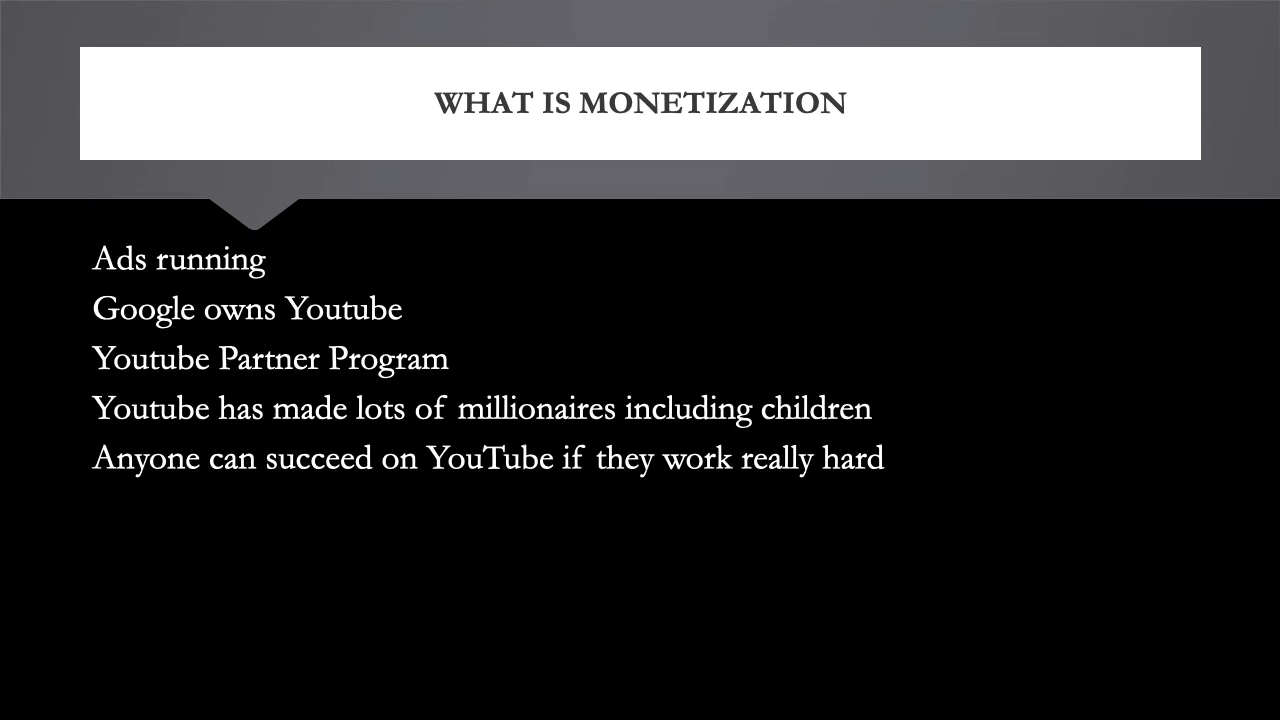 WHAT IS MONETIZATION
Ads running
Google owns Youtube
Youtube Partner Program
Youtube has made lots of millionaires including children
Anyone can succeed on YouTube if they work really hard